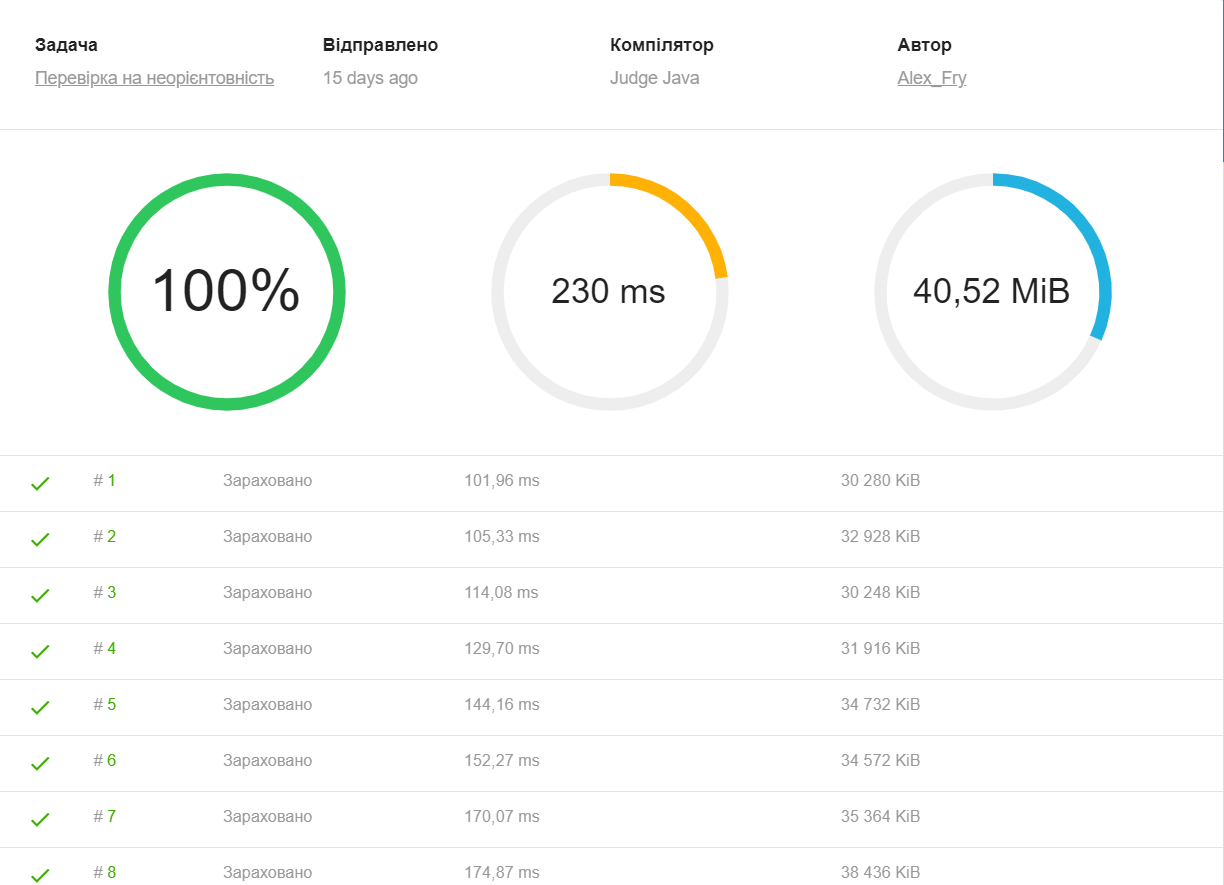 Задача Відправлено Компілятор Автор
Перевірка на неорієнтовність 15 days ago Judge Java Alex_Fry
100% 230 ms 40,52 MiB
# 1 Зараховано 101,96 ms 30 280 KiB
# 2 Зараховано 105,33 ms 32 928 KiB
# 3 Зараховано 114,08 ms 30 248 KiB
# 4 Зараховано 129,70 ms 31 916 KiB
# 5 Зараховано 144,16 ms 34 732 KiB
# 6 Зараховано 152,27 ms 34 572 KiB
# 7 Зараховано 170,07 ms 35 364 KiB
# 8 Зараховано 174,87 ms 38 436 KiB